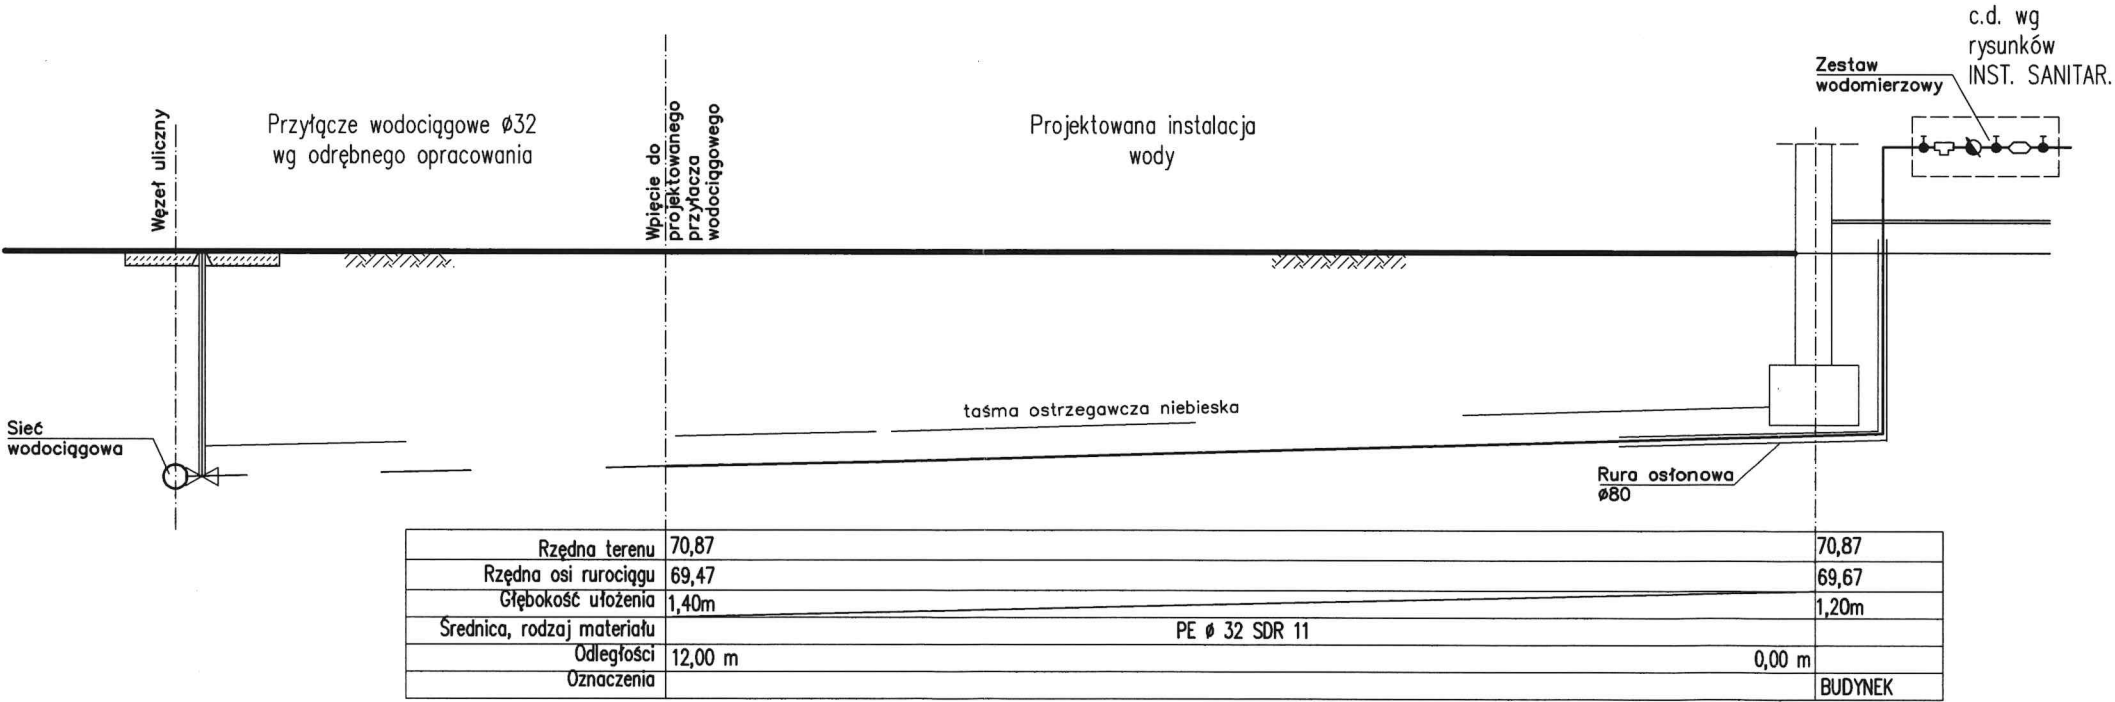 c.d. wg
rysunków
INST. SANITAR.
Zestaw
wodomierzowy
Węzeł uliczny
Przyłącze wodociągowe ø32
wg odrębnego opracowania
Wpięcie do
projektowanego
przyłacza
wodociągowego
Projektowana instalacja
wody
taśma ostrzegawcza niebieska
Sieć
wodociągowa
Rura osłonowa
ø80
Rzędna terenu 70,87 70,87
Rzędna osi rurociągu 69,47 69,67
Głębokość ułożenia 1,40m 1,20m
Średnica, rodzaj materiału PE ø 32 SDR 11
Odległości 12,00 m 0,00 m
Oznaczenia BUDYNEK